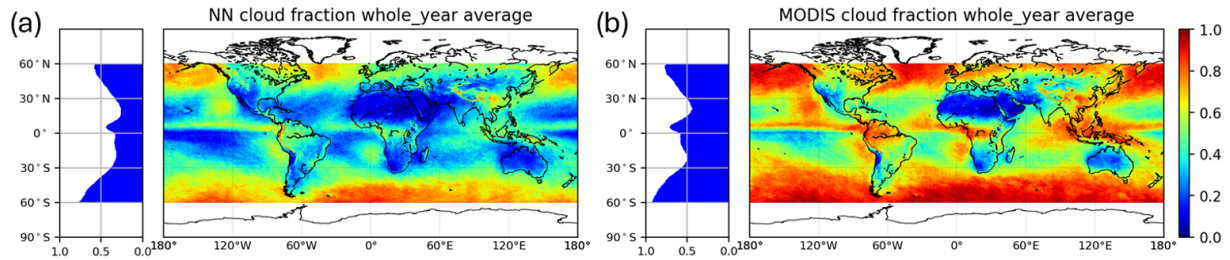 (a) NN cloud fraction whole_year average
60°N
30°N
0°
30°S
60°S
90°S
1.0 0.5 0.0
180° 120°W 60°W 0° 60°E 120°E 180°
(b) MODIS cloud fraction whole_year average
60°N
30°N
0°
30°S
60°S
90°S
1.0 0.5 0.0
180° 120°W 60°W 0° 60°E 120°E 180°
1.0
0.8
0.6
0.4
0.2
0.0